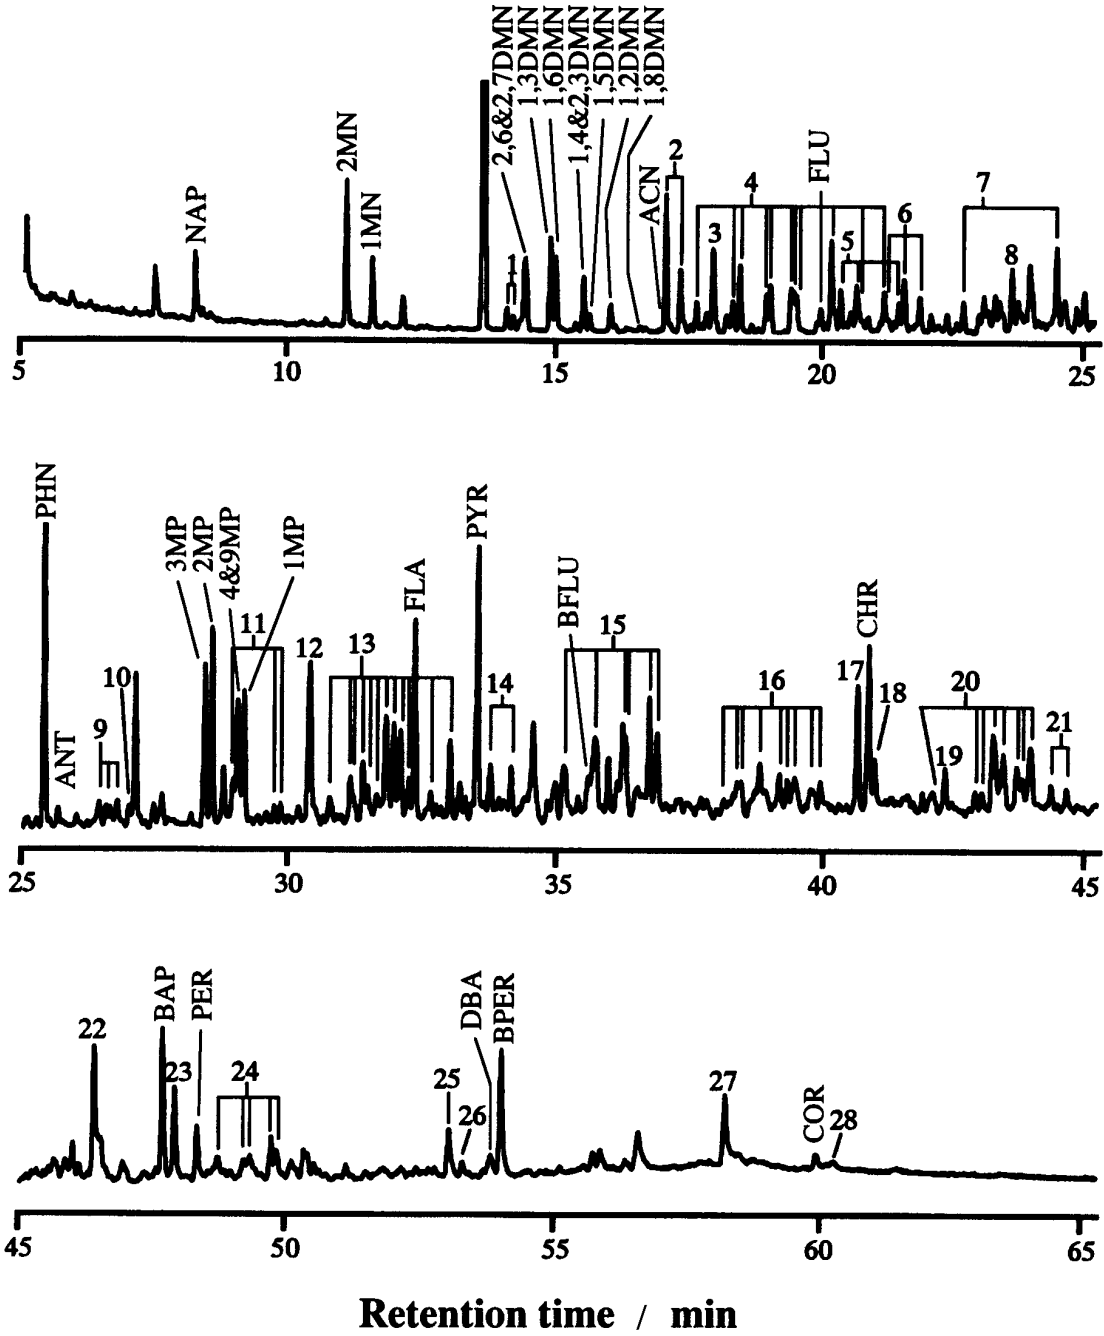 2,6&2,7DMN
1,3DMN
1,6DMN
1,4&2,3DMN
1,5DMN
1,2DMN
1,8DMN
NAP
2MN
1MN
1
ACN
2
3
4
FLU
5
6
7
8
5 10 15 20 25
PHN
ANT
9
10
3MP
2MP
4&9MP
11
1MP
12
13
FLA
PYR
14
BFLU
15
16
17
CHR
18
19
20
21
25 30 35 40 45
22
BAP
23
PER
24
25
26
DBA
BPER
27
COR
28
45 50 55 60 65
Retention time / min